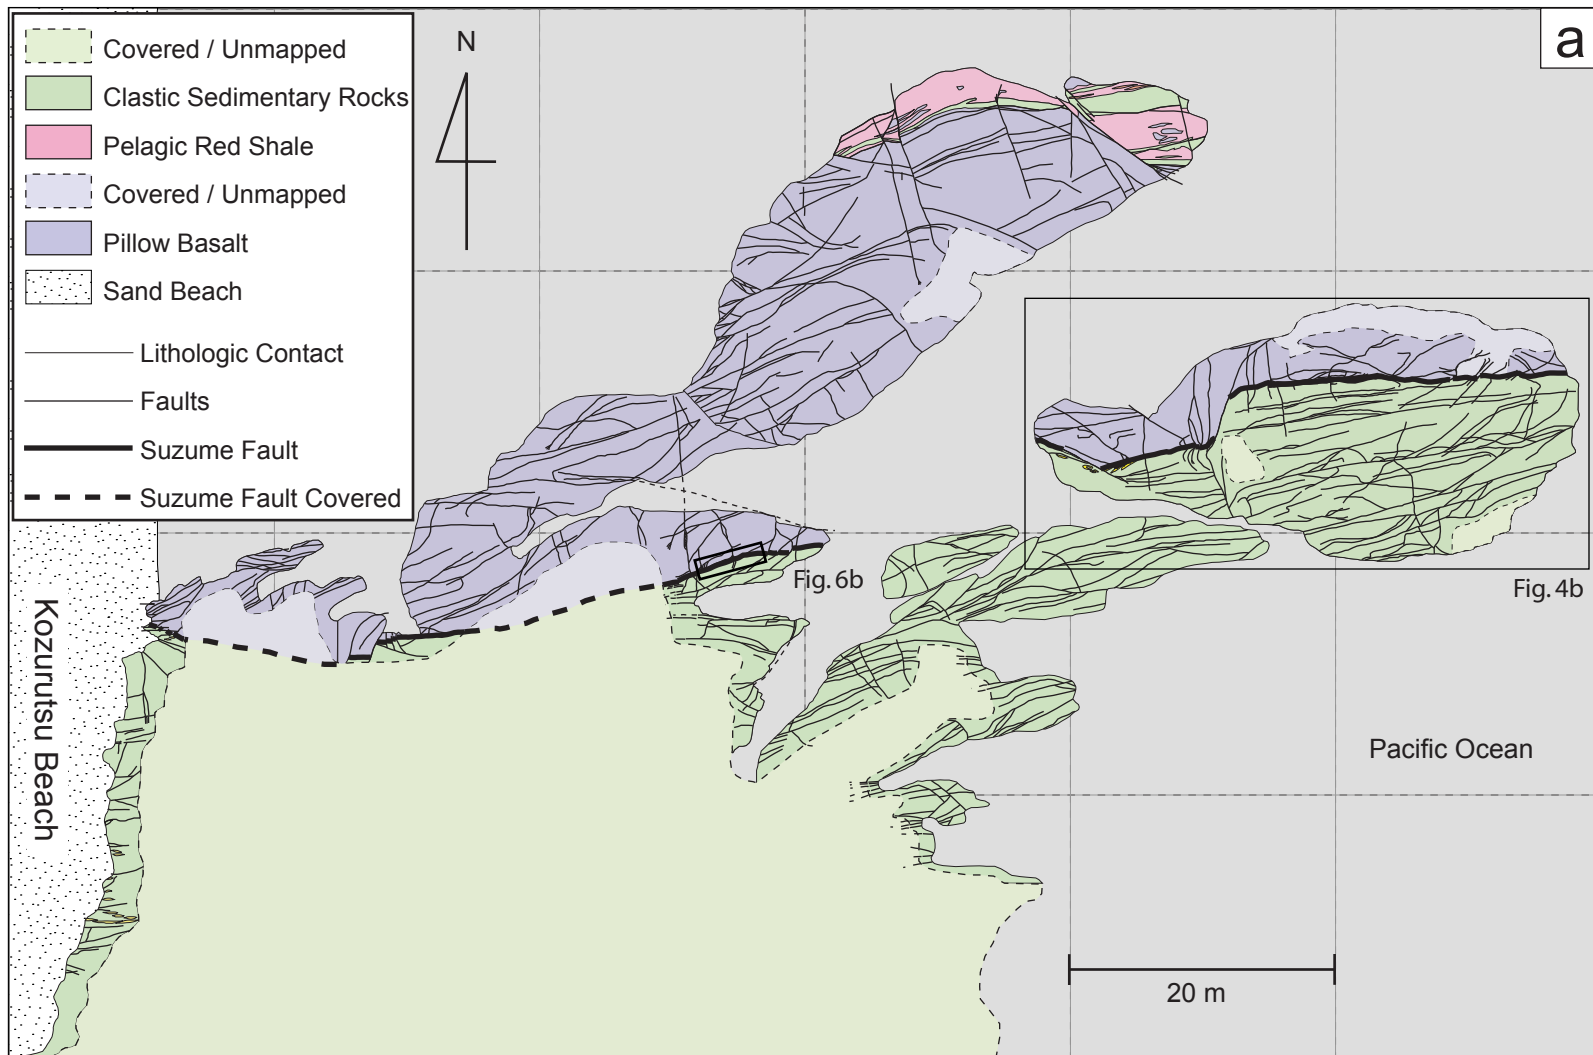 a
Covered / Unmapped
Clastic Sedimentary Rocks
Pelagic Red Shale
Covered / Unmapped
Pillow Basalt
Sand Beach
Lithologic Contact
Faults
Suzume Fault
Suzume Fault Covered
N
Fig. 6b
Fig. 4b
Kozurutsu Beach
Pacific Ocean
20 m